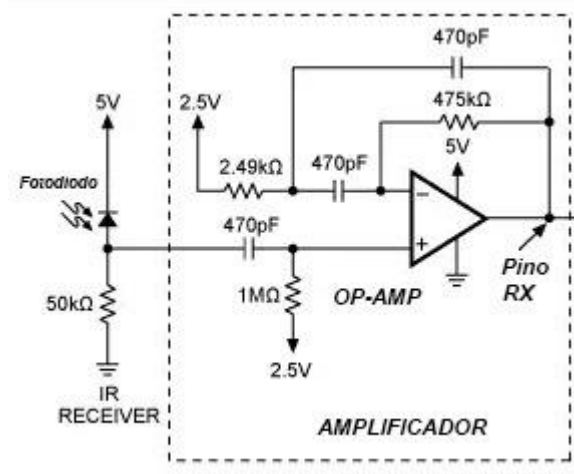 470pF
5V
2.5V
475kΩ
5V
2.49kΩ
470pF
Fotodiodo
470pF
−
+
50kΩ
1MΩ
OP-AMP
Pino
RX
2.5V
IR
RECEIVER
AMPLIFICADOR